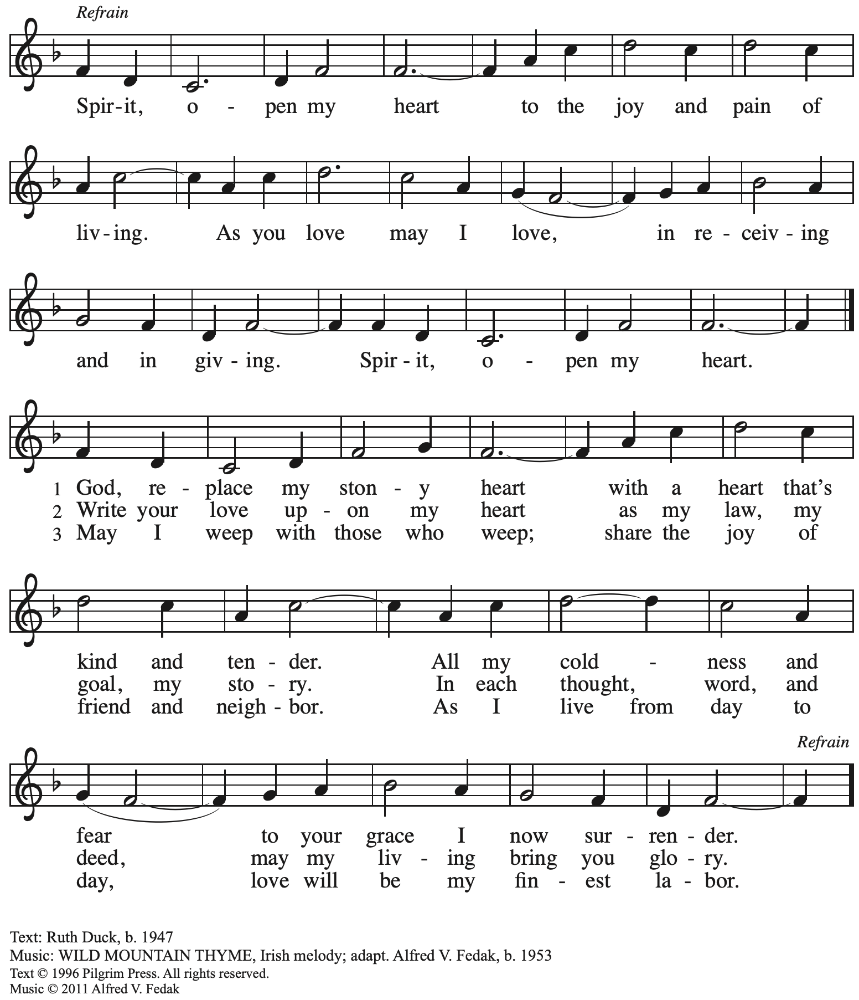 Refrain
Spir-it, o - pen my heart to the joy and pain of
liv-ing. As you love may I love, in re - ceiv - ing
and in giv - ing. Spir - it, o - pen my heart.
1 God, re - place my ston - y heart with a heart that's
2 Write your love up - on my heart as my law, my
3 May I weep with those who weep; share the joy of
kind and ten - der. All my cold - ness and
goal, my sto - ry. In each thought, word, and
friend and neigh - bor. As I live from day to
Refrain
fear to your grace I now sur - ren - der.
deed, may my liv - ing bring you glo - ry.
day, love will be my fin - est la - bor.
Text: Ruth Duck, b. 1947
Music: WILD MOUNTAIN THYME, Irish melody; adapt. Alfred V. Fedak, b. 1953
Text © 1996 Pilgrim Press. All rights reserved.
Music © 2011 Alfred V. Fedak